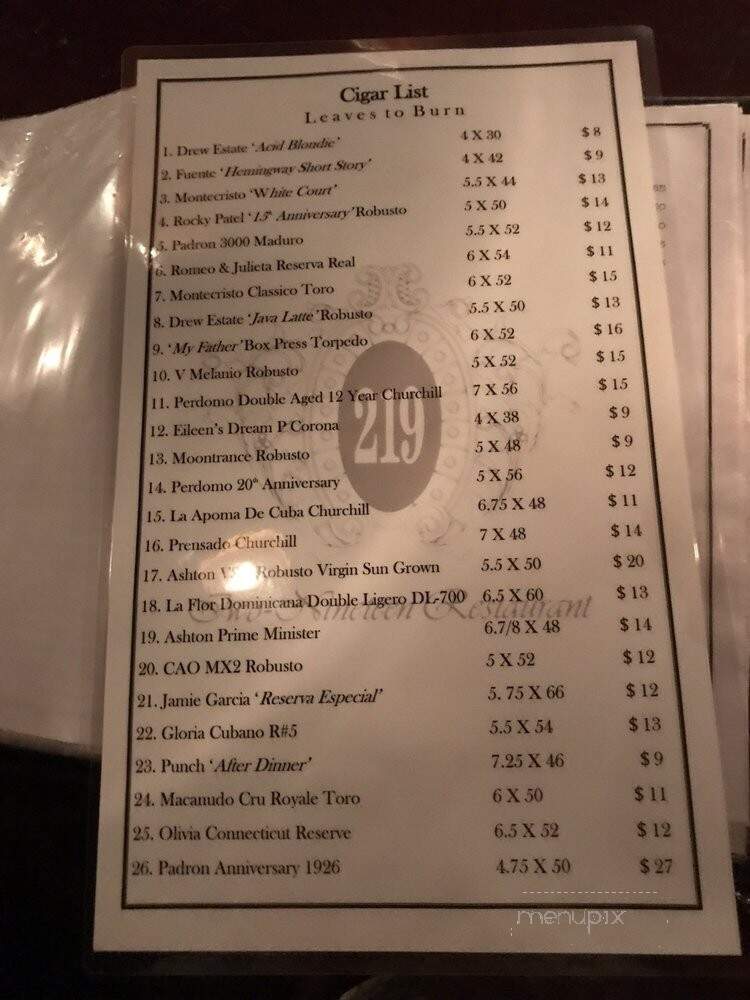 Cigar List
Leaves to Burn
1. Drew Estate 'Acid Blondie' 4 X 30 $ 8
2. Fuente 'Hemingway Short Story' 4 X 42 $ 9
3. Montecristo 'White Court' 5.5 X 44 $ 13
4. Rocky Patel '15th Anniversary' Robusto 5 X 50 $ 14
5. Padron 3000 Maduro 5.5 X 52 $ 12
6. Romeo & Julieta Reserva Real 6 X 54 $ 11
7. Montecristo Classico Toro 6 X 52 $ 15
8. Drew Estate 'Java Latte' Robusto 5.5 X 50 $ 13
9. 'My Father' Box Press Torpedo 6 X 52 $ 16
10. V Melanio Robusto 5 X 52 $ 15
11. Perdomo Double Aged 12 Year Churchill 7 X 56 $ 15
12. Eileen's Dream P Corona 4 X 38 $ 9
13. Moontrance Robusto 5 X 48 $ 9
14. Perdomo 20th Anniversary 5 X 56 $ 12
15. La Apoma De Cuba Churchill 6.75 X 48 $ 11
16. Prensado Churchill 7 X 48 $ 14
17. Ashton Robusto Virgin Sun Grown 5.5 X 50 $ 20
18. La Flor Dominicana Double Ligero DL-700 6.5 X 60 $ 13
19. Ashton Prime Minister 6.7/8 X 48 $ 14
20. CAO MX2 Robusto 5 X 52 $ 12
21. Jamie Garcia 'Reserva Especial' 5. 75 X 66 $ 12
22. Gloria Cubano R#5 5.5 X 54 $ 13
23. Punch 'After Dinner' 7.25 X 46 $ 9
24. Macanudo Cru Royale Toro 6 X 50 $ 11
25. Olivia Connecticut Reserve 6.5 X 52 $ 12
26. Padron Anniversary 1926 4.75 X 50 $ 27
219
Two-Nineteen Restaurant
menupix